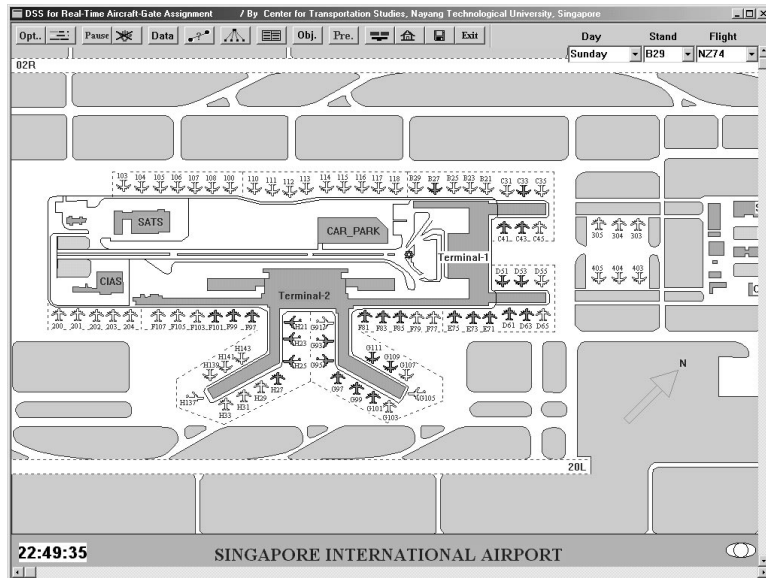 DSS for Real-Time Aircraft-Gate Assignment / By Center for Transportation Studies, Nayang Technological University, Singapore
Opt.. Pause Data Obj. Pre. Exit
Day Stand Flight
Sunday B29 NZ74
02R
103 104 105 106 107 108 100 110 111 112 113 114 115 116 117 118 B29 B27 B25 B23 B21 C31 C33 C35
SATS
CAR_PARK
C41 C43 C45
305 304 303
Terminal-1
CIAS
Terminal-2
D51 D53 D55
405 404 403
200 201 202 203 204 F107 F105 F103 F101 F99 F97 H21 G91 F81 F83 F85 F79 F77 E75 E73 E71 D61 D63 D65
H23 G93
H143 H25 G95 G111
H141 G109
H139 G107
H27 G97
H137 H29 G99 G105
H31 G101
H33 G103
N
20L
22:49:35
SINGAPORE INTERNATIONAL AIRPORT